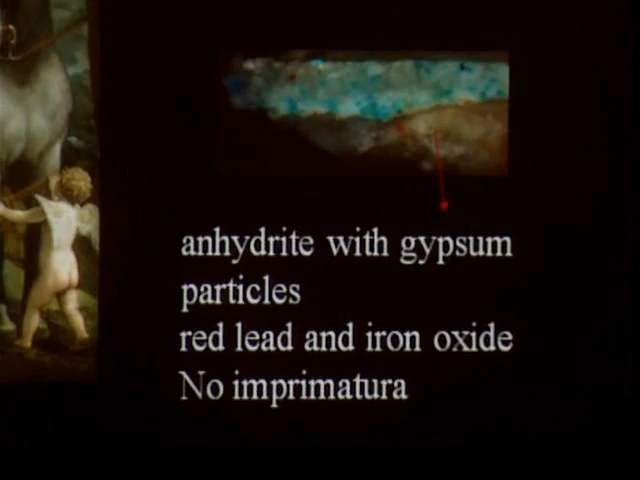 anhydrite with gypsum
particles
red lead and iron oxide
No imprimatura